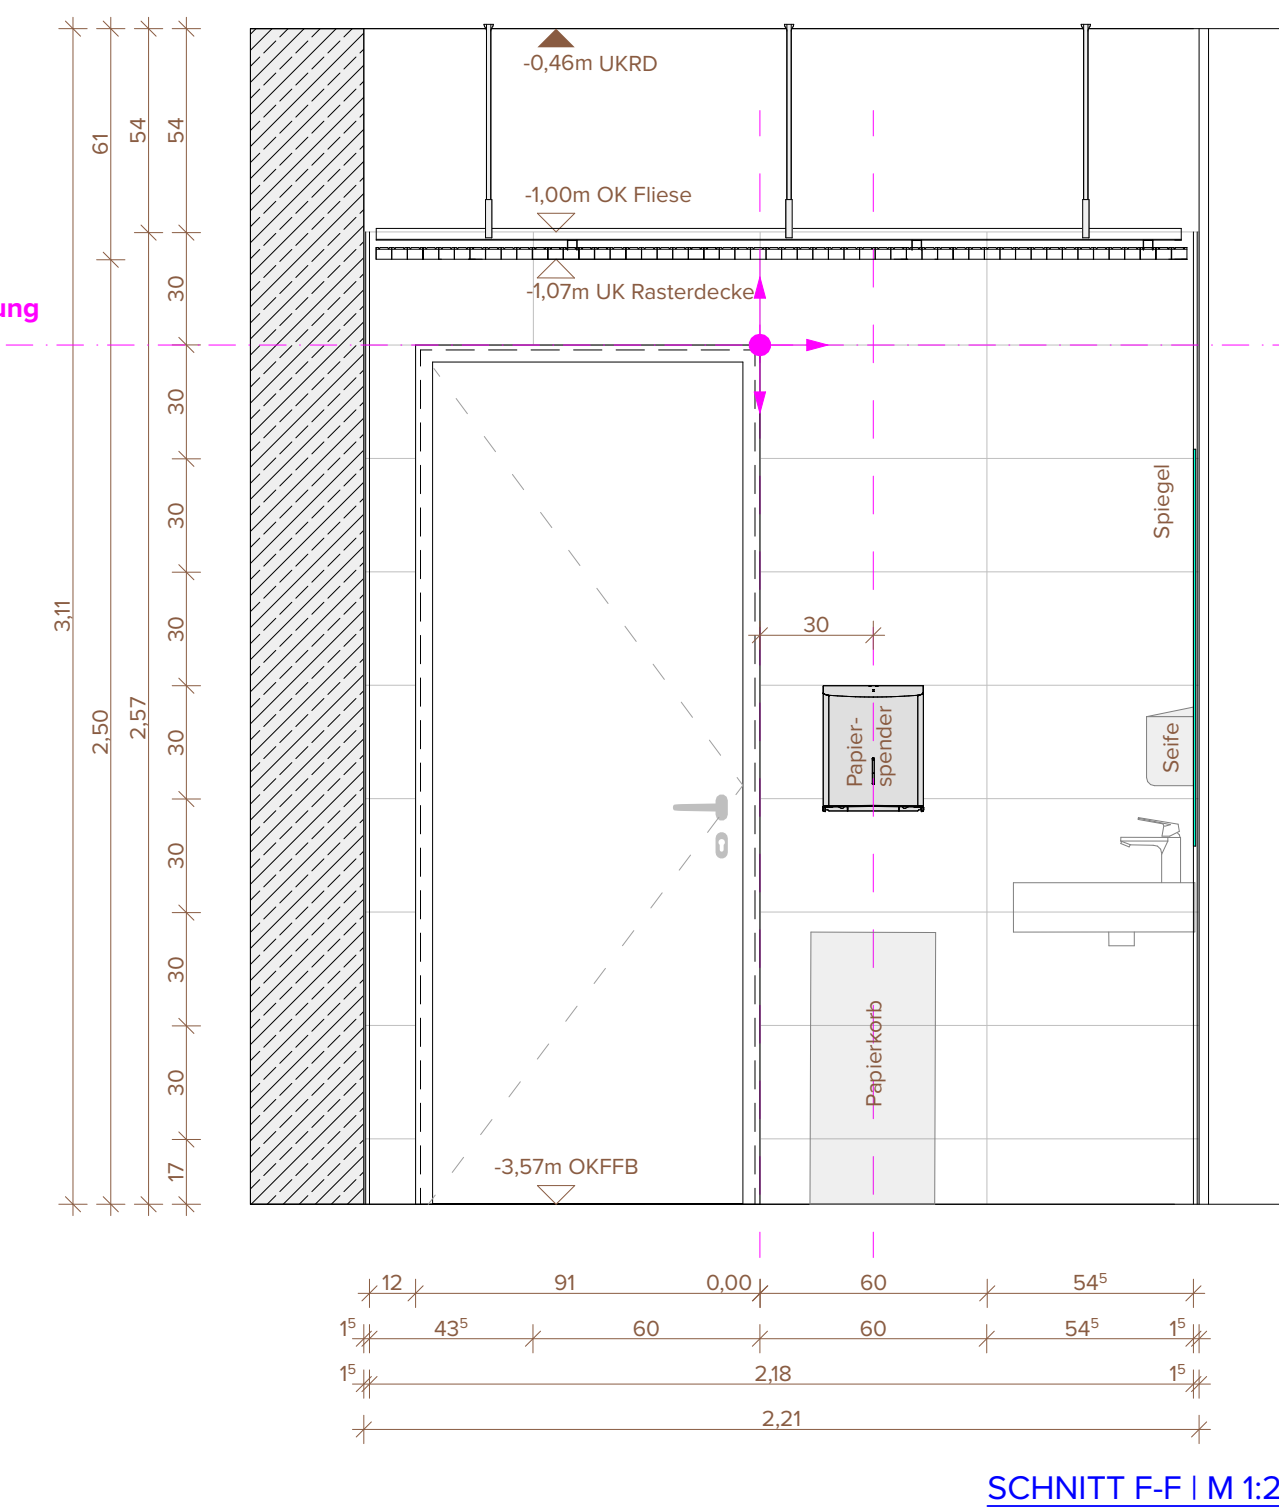 -0,46m UKRD
-1,00m OK Fliese
-1,07m UK Rasterdecke
ung
3,11
61
2,50
54
2,57
54
30
30
30
30
30
30
30
30
17
Spiegel
30
Papier-
spender
Seife
Papierkorb
-3,57m OKFFB
12 91 0,00 60 54⁵
1⁵ 43⁵ 60 60 54⁵ 1⁵
1⁵ 2,18 1⁵
2,21
SCHNITT F-F | M 1:2